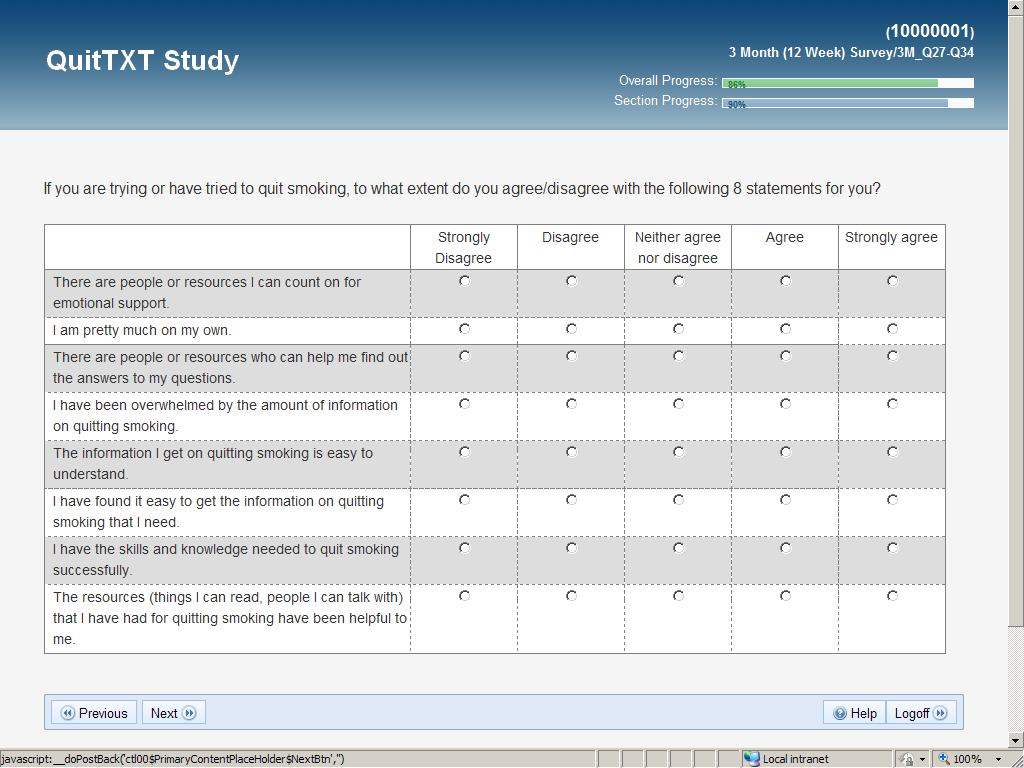 (10000001)
QuitTXT Study
3 Month (12 Week) Survey/3M_Q27-Q34
Overall Progress: 86%
Section Progress: 90%
If you are trying or have tried to quit smoking, to what extent do you agree/disagree with the following 8 statements for you?
Strongly Disagree Neither agree Agree Strongly agree
Disagree nor disagree
There are people or resources I can count on for
emotional support.
I am pretty much on my own.
There are people or resources who can help me find out
the answers to my questions.
I have been overwhelmed by the amount of information
on quitting smoking.
The information I get on quitting smoking is easy to
understand.
I have found it easy to get the information on quitting
smoking that I need.
I have the skills and knowledge needed to quit smoking
successfully.
The resources (things I can read, people I can talk with)
that I have had for quitting smoking have been helpful to
me.
Previous Next Help Logoff
javascript:__doPostBack('ctl00$PrimaryContentPlaceHolder$NextBtn','') Local intranet 100%